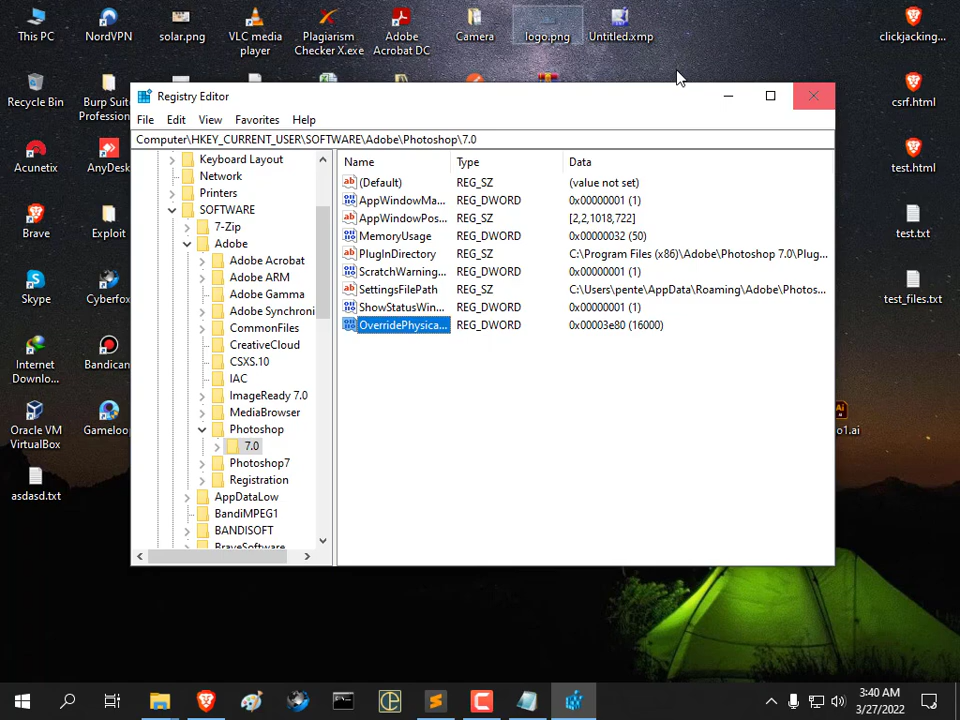 This PC
NordVPN
solar.png
VLC media
player
Plagiarism
Checker X.exe
Adobe
Acrobat DC
Camera
logo.png
Untitled.xmp
clickjacking...
Recycle Bin
Burp Suit
Profession
csrf.html
Acunetix
AnyDesk
test.html
Brave
Exploit
test.txt
Skype
Cyberfox
test_files.txt
Internet
Downlo...
Bandican
Oracle VM
VirtualBox
Gameloop
o1.ai
asdasd.txt
Registry Editor
File Edit View Favorites Help
Computer\HKEY_CURRENT_USER\SOFTWARE\Adobe\Photoshop\7.0
Keyboard Layout
Network
Printers
SOFTWARE
7-Zip
Adobe
Adobe Acrobat
Adobe ARM
Adobe Gamma
Adobe Synchroni
CommonFiles
CreativeCloud
CSXS.10
IAC
ImageReady 7.0
MediaBrowser
Photoshop
7.0
Photoshop7
Registration
AppDataLow
BandiMPEG1
BANDISOFT
BraveSoftware
Name Type Data
(Default) REG_SZ (value not set)
AppWindowMa... REG_DWORD 0x00000001 (1)
AppWindowPos... REG_SZ [2,2,1018,722]
MemoryUsage REG_DWORD 0x00000032 (50)
PlugInDirectory REG_SZ C:\Program Files (x86)\Adobe\Photoshop 7.0\Plug...
ScratchWarning... REG_DWORD 0x00000001 (1)
SettingsFilePath REG_SZ C:\Users\pente\AppData\Roaming\Adobe\Photos...
ShowStatusWin... REG_DWORD 0x00000001 (1)
OverridePhysica... REG_DWORD 0x00003e80 (16000)
3:40 AM
3/27/2022